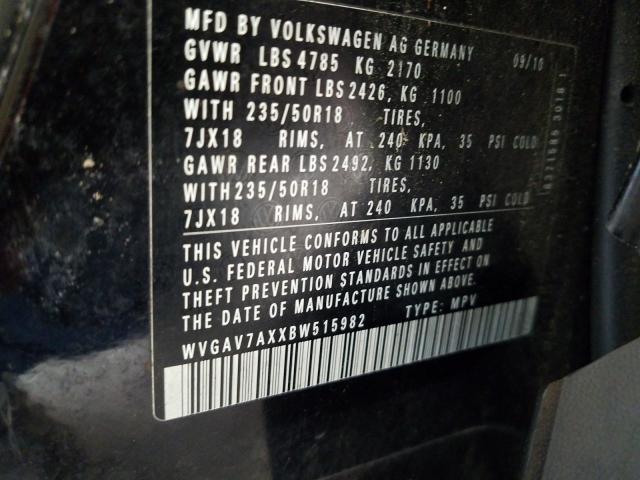 MFD BY VOLKSWAGEN AG GERMANY 09/10
GVWR LBS 4785 KG 2170
GAWR FRONT LBS 2426, KG 1100
WITH 235/50R18 TIRES,
7JX18 RIMS, AT 240 KPA, 35 PSI COLD
GAWR REAR LBS 2492, KG 1130
WITH 235/50R18 TIRES,
7JX18 RIMS, AT 240 KPA, 35 PSI COLD
THIS VEHICLE CONFORMS TO ALL APPLICABLE
U.S. FEDERAL MOTOR VEHICLE SAFETY AND
THEFT PREVENTION STANDARDS IN EFFECT ON
THE DATE OF MANUFACTURE SHOWN ABOVE.
WVGAV7AXXBW515982 TYPE: MPV